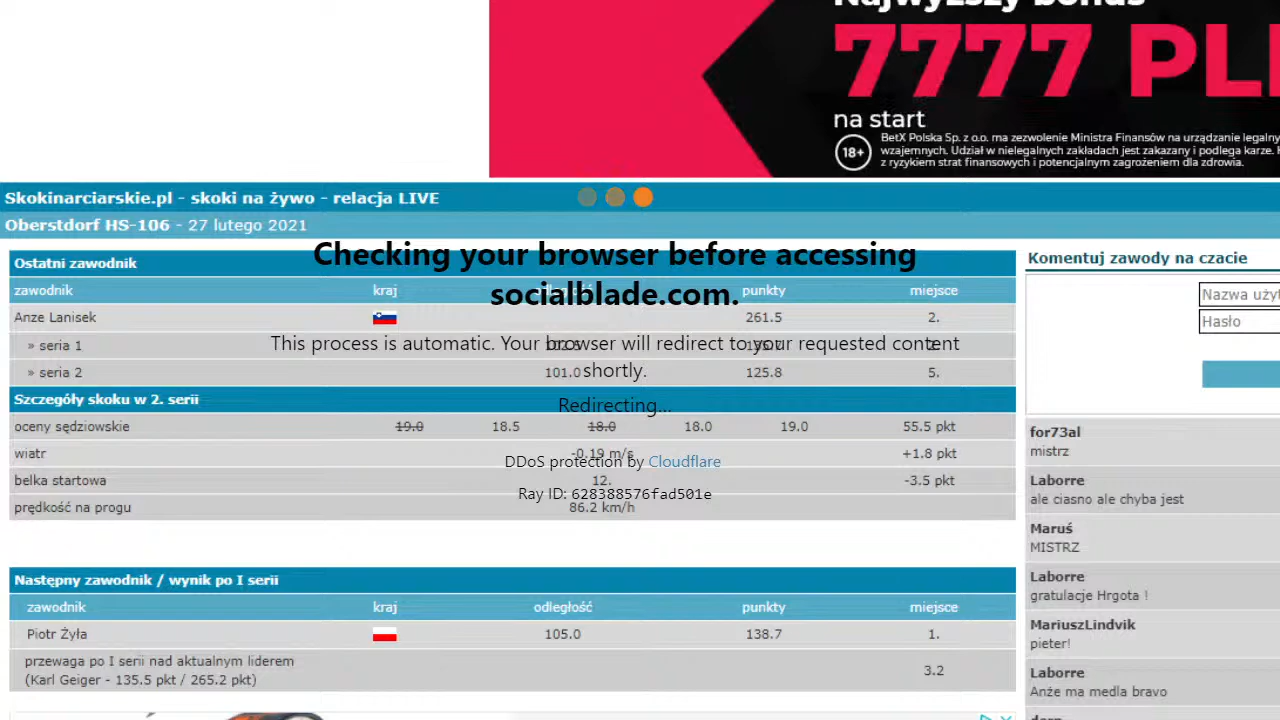 7777 PL
na start
18+
BetX Polska Sp. z o.o. ma zezwolenie Ministra Finansów na urządzanie
wzajemnych. Udział w nielegalnych zakładach jest zakazany i podlega karze.
z ryzykiem strat finansowych i potencjalnym zagrożeniem dla zdrowia.
Skokinarciarskie.pl - skoki na żywo - relacja LIVE
Oberstdorf HS-106 - 27 lutego 2021
Checking your browser before accessing
socialblade.com.
This process is automatic. Your browser will redirect to your requested content
shortly.
Redirecting...
DDoS protection by Cloudflare
Ray ID: 628388576fad501e
Ostatni zawodnik
zawodnik kraj punkty miejsce
Anze Lanisek 261.5 2.
» seria 1
» seria 2 101.0 125.8 5.
Szczegóły skoku w 2. serii
oceny sędziowskie 19.0 18.5 18.0 18.0 19.0 55.5 pkt
wiatr -0.19 m/s +1.8 pkt
belka startowa 12. -3.5 pkt
prędkość na progu 86.2 km/h
Następny zawodnik / wynik po I serii
zawodnik kraj odległość punkty miejsce
Piotr Żyła 105.0 138.7 1.
przewaga po I serii nad aktualnym liderem
(Karl Geiger - 135.5 pkt / 265.2 pkt) 3.2
Komentuj zawody na czacie
Nazwa uży
Hasło
for73al
mistrz
Laborre
ale ciasno ale chyba jest
Maruś
MISTRZ
Laborre
gratulacje Hrgota !
MariuszLindvik
pieter!
Laborre
Anże ma medla bravo